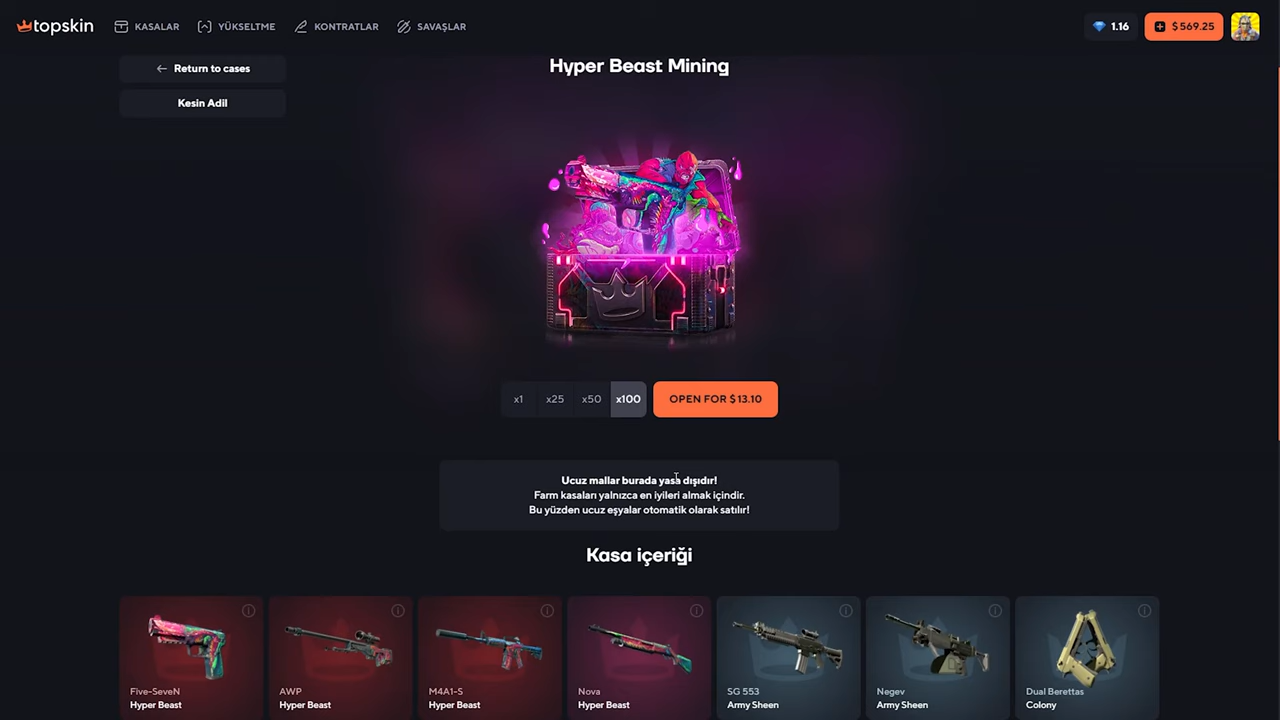 topskin KASALAR YÜKSELTME KONTRATLAR SAVAŞLAR 1.16 $569.25
Return to cases
Kesin Adil
Hyper Beast Mining
x1 x25 x50 x100 OPEN FOR $13.10
Ucuz mallar burada yasa dışıdır!
Farm kasaları yalnızca en iyileri almak içindir.
Bu yüzden ucuz eşyalar otomatik olarak satılır!
Kasa içeriği
Five-SeveN
Hyper Beast
AWP
Hyper Beast
M4A1-S
Hyper Beast
Nova
Hyper Beast
SG 553
Army Sheen
Negev
Army Sheen
Dual Berettas
Colony